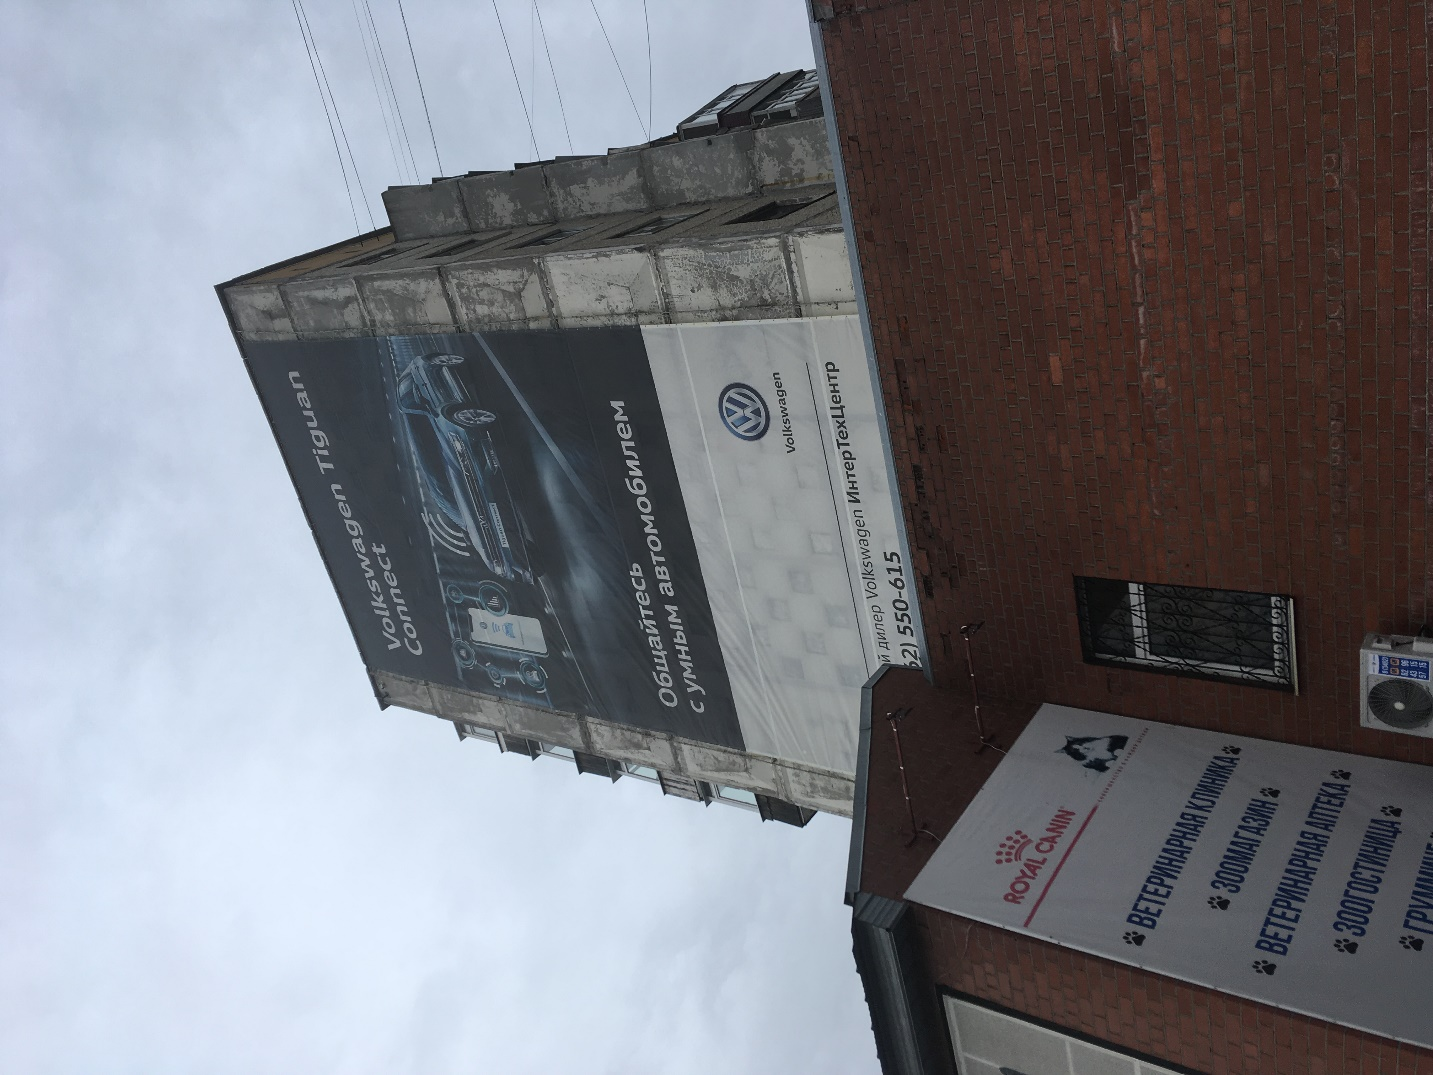 Volkswagen Tiguan
Connect
Общайтесь
с умным автомобилем
Volkswagen
дилер Volkswagen ИнтерТехЦентр
550-615
ROYAL CANIN
ВЕТЕРИНАРНАЯ КЛИНИКА
ЗООМАГАЗИН
ВЕТЕРИНАРНАЯ АПТЕКА
ЗООГОСТИНИЦА